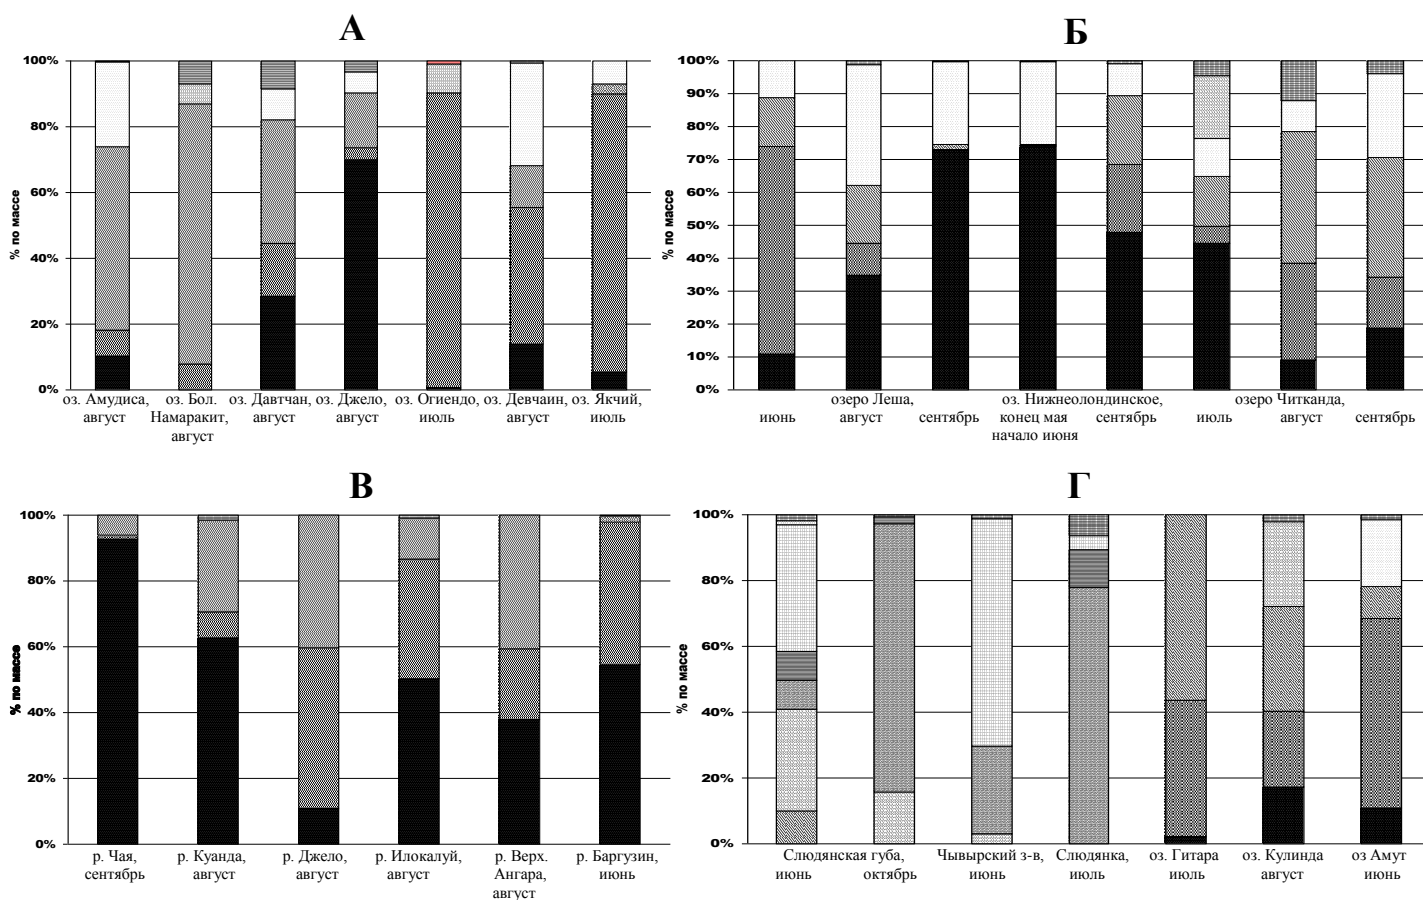 А
% по массе
100%
80%
60%
40%
20%
0%
оз. Амудиса, август
оз. Бол. Намаракит, август
оз. Давтчан, август
оз. Джело, август
оз. Огиендо, июль
оз. Девчаин, август
оз. Якчий, июль
Б
% по массе
100%
90%
80%
70%
60%
50%
40%
30%
20%
10%
0%
озеро Леша,
июнь
август
сентябрь
оз. Нижнеолондинское,
конец мая
начало июня
сентябрь
озеро Читканда,
июль
август
сентябрь
В
% по массе
100%
80%
60%
40%
20%
0%
р. Чая, сентябрь
р. Куанда, август
р. Джело, август
р. Илокалуй, август
р. Верх. Ангара, август
р. Баргузин, июнь
Г
% по массе
100%
80%
60%
40%
20%
0%
Слюдянская губа,
июнь
октябрь
Чывырский з-в, июнь
Слюдянка, июль
оз. Гитара июль
оз. Кулинда август
оз Амут июнь